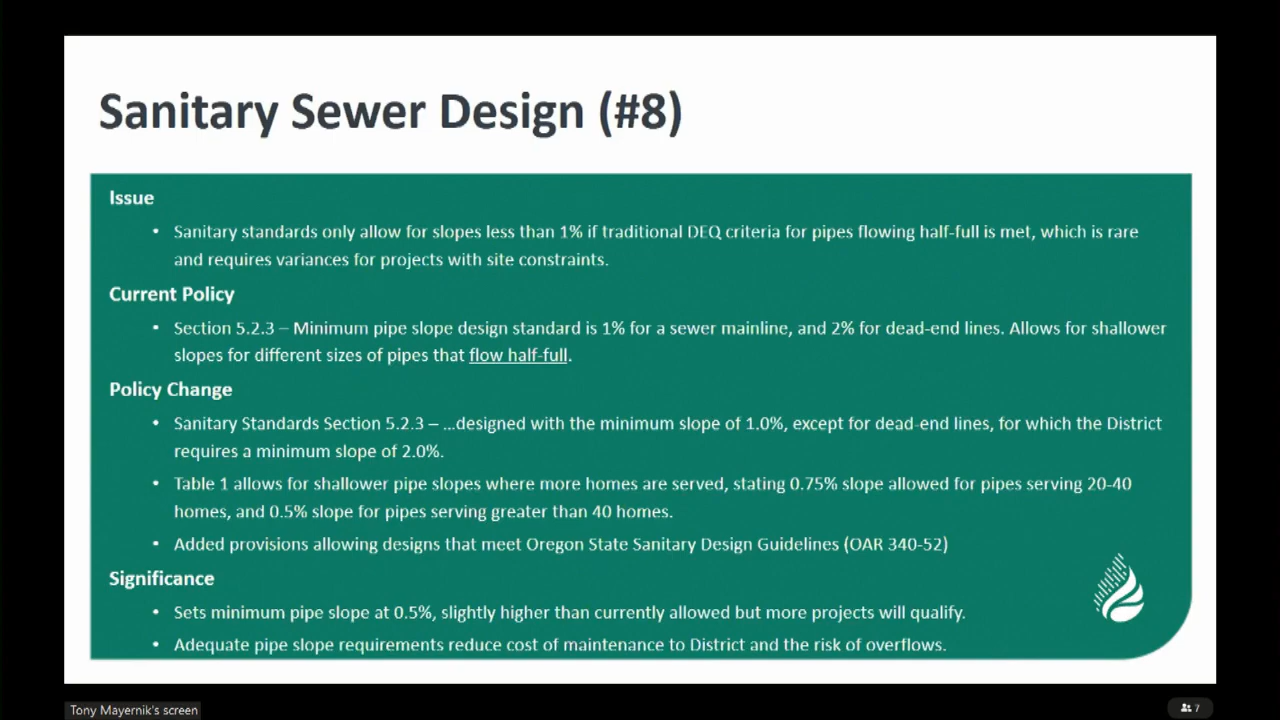 Sanitary Sewer Design (#8)
Issue
• Sanitary standards only allow for slopes less than 1% if traditional DEQ criteria for pipes flowing half-full is met, which is rare
and requires variances for projects with site constraints.
Current Policy
• Section 5.2.3 – Minimum pipe slope design standard is 1% for a sewer mainline, and 2% for dead-end lines. Allows for shallower
slopes for different sizes of pipes that flow half-full.
Policy Change
• Sanitary Standards Section 5.2.3 – ...designed with the minimum slope of 1.0%, except for dead-end lines, for which the District
requires a minimum slope of 2.0%.
• Table 1 allows for shallower pipe slopes where more homes are served, stating 0.75% slope allowed for pipes serving 20-40
homes, and 0.5% slope for pipes serving greater than 40 homes.
• Added provisions allowing designs that meet Oregon State Sanitary Design Guidelines (OAR 340-52)
Significance
• Sets minimum pipe slope at 0.5%, slightly higher than currently allowed but more projects will qualify.
• Adequate pipe slope requirements reduce cost of maintenance to District and the risk of overflows.
Tony Mayernik's screen
7